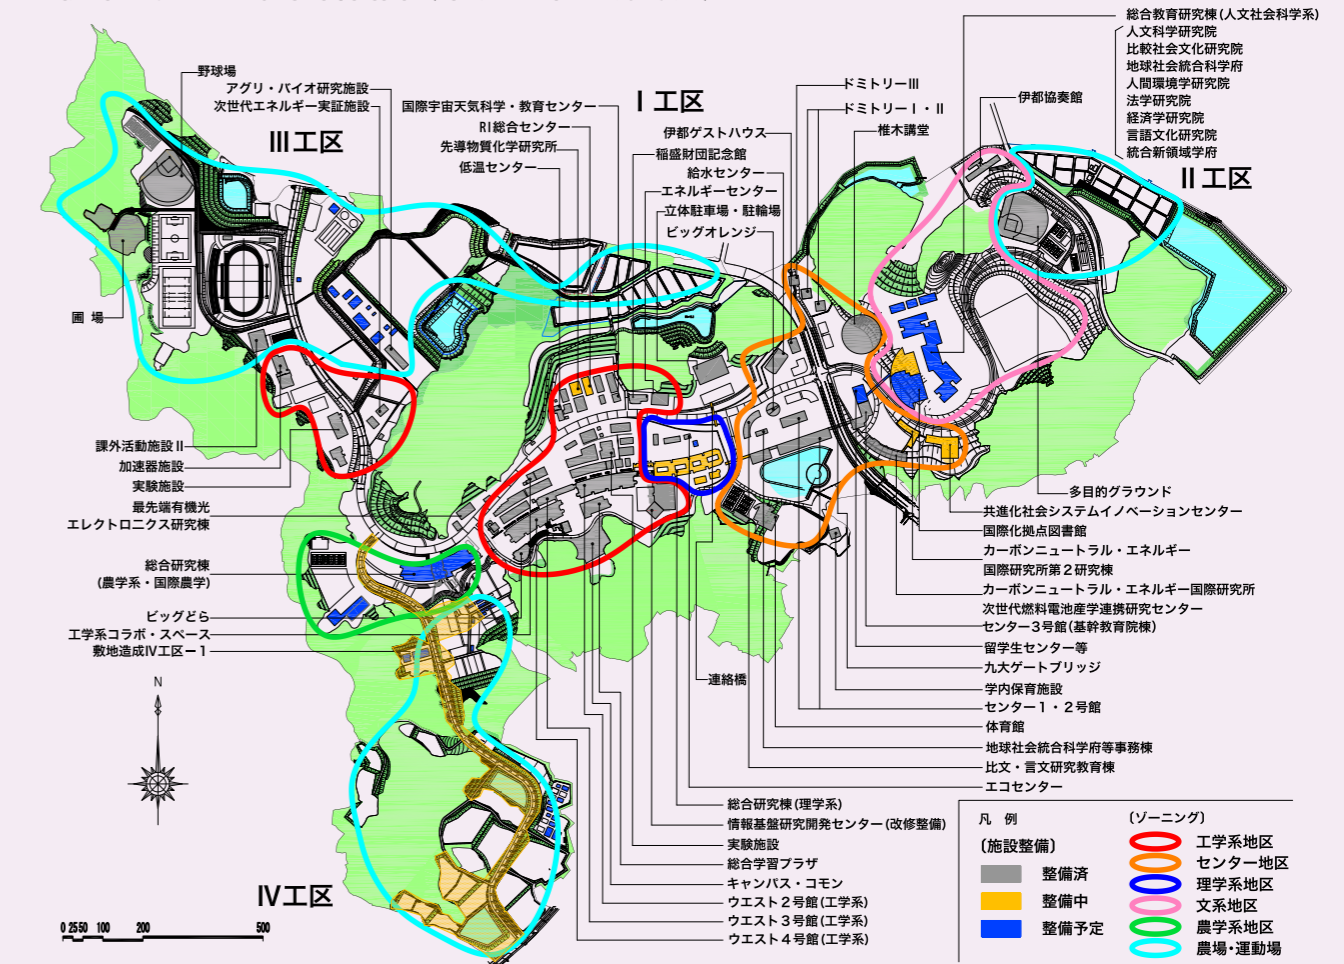 総合教育研究棟(人文社会科学系)
人文科学研究院
比較社会文化研究院
地球社会統合科学府
人間環境学研究院
法学研究院
経済学研究院
言語文化研究院
統合新領域学府
野球場
アグリ・バイオ研究施設
次世代エネルギー実証施設
国際宇宙天気科学・教育センター
RI総合センター
先導物質化学研究所
低温センター
Ⅰ工区
Ⅱ工区
Ⅲ工区
Ⅳ工区
伊都ゲストハウス
稲盛財団記念館
給水センター
エネルギーセンター
立体駐車場・駐輪場
ビッグオレンジ
ドミトリーⅢ
ドミトリーⅠ・Ⅱ
椎木講堂
伊都協奏館
圃 場
課外活動施設Ⅱ
加速器施設
実験施設
最先端有機光
エレクトロニクス研究棟
総合研究棟
(農学系・国際農学)
ビッグどら
工学系コラボ・スペース
敷地造成Ⅳ工区ー1
N
0 25 50 100 200 500
連絡橋
多目的グラウンド
共進化社会システムイノベーションセンター
国際化拠点図書館
カーボンニュートラル・エネルギー
国際研究所第2研究棟
カーボンニュートラル・エネルギー国際研究所
次世代燃料電池産学連携研究センター
センター3号館(基幹教育院棟)
留学生センター等
九大ゲートブリッジ
学内保育施設
センター1・2号館
体育館
地球社会統合科学府等事務棟
比文・言文研究教育棟
エコセンター
総合研究棟(理学系)
情報基盤研究開発センター(改修整備)
実験施設
総合学習プラザ
キャンパス・コモン
ウエスト2号館(工学系)
ウエスト3号館(工学系)
ウエスト4号館(工学系)
凡 例
〔施設整備〕
整備済
整備中
整備予定
〔ゾーニング〕
工学系地区
センター地区
理学系地区
文系地区
農学系地区
農場・運動場